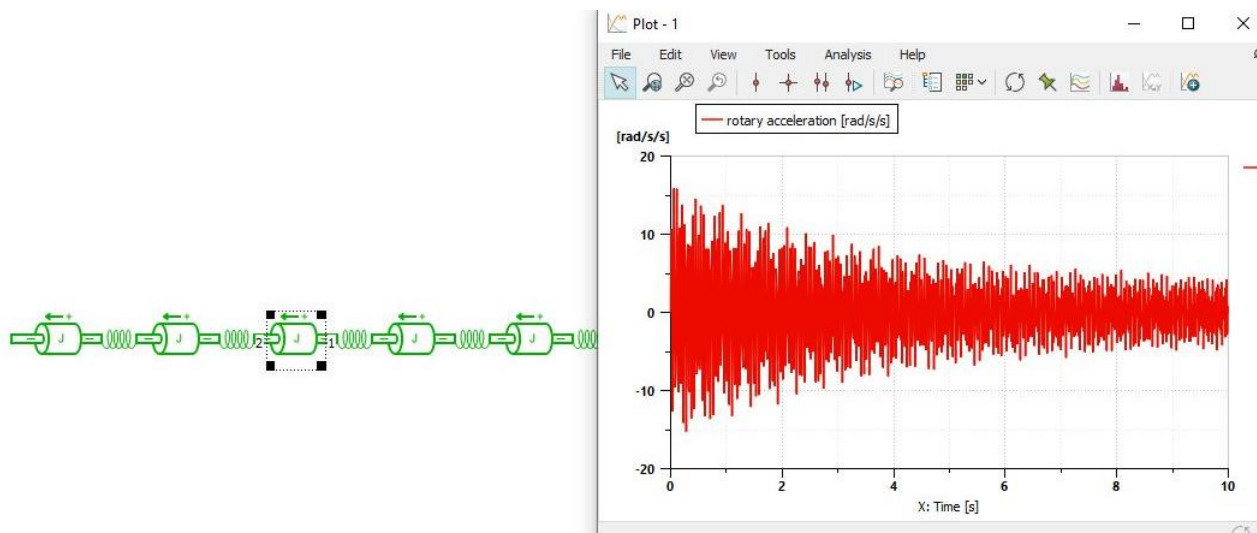 Plot - 1
File Edit View Tools Analysis Help
rotary acceleration [rad/s/s]
[rad/s/s]
20
10
0
-10
-20
0 2 4 6 8 10
X: Time [s]
+ + + + +
J J J J J
2 1